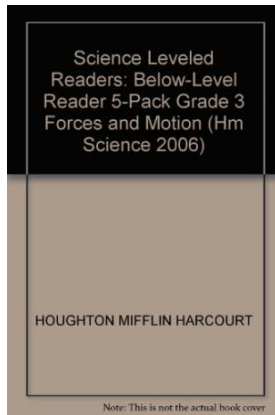 Science Leveled
Readers: Below-Level
Reader 5-Pack Grade 3
Forces and Motion (Hm
Science 2006)
HOUGHTON MIFFLIN HARCOURT
Note: This is not the actual book cover